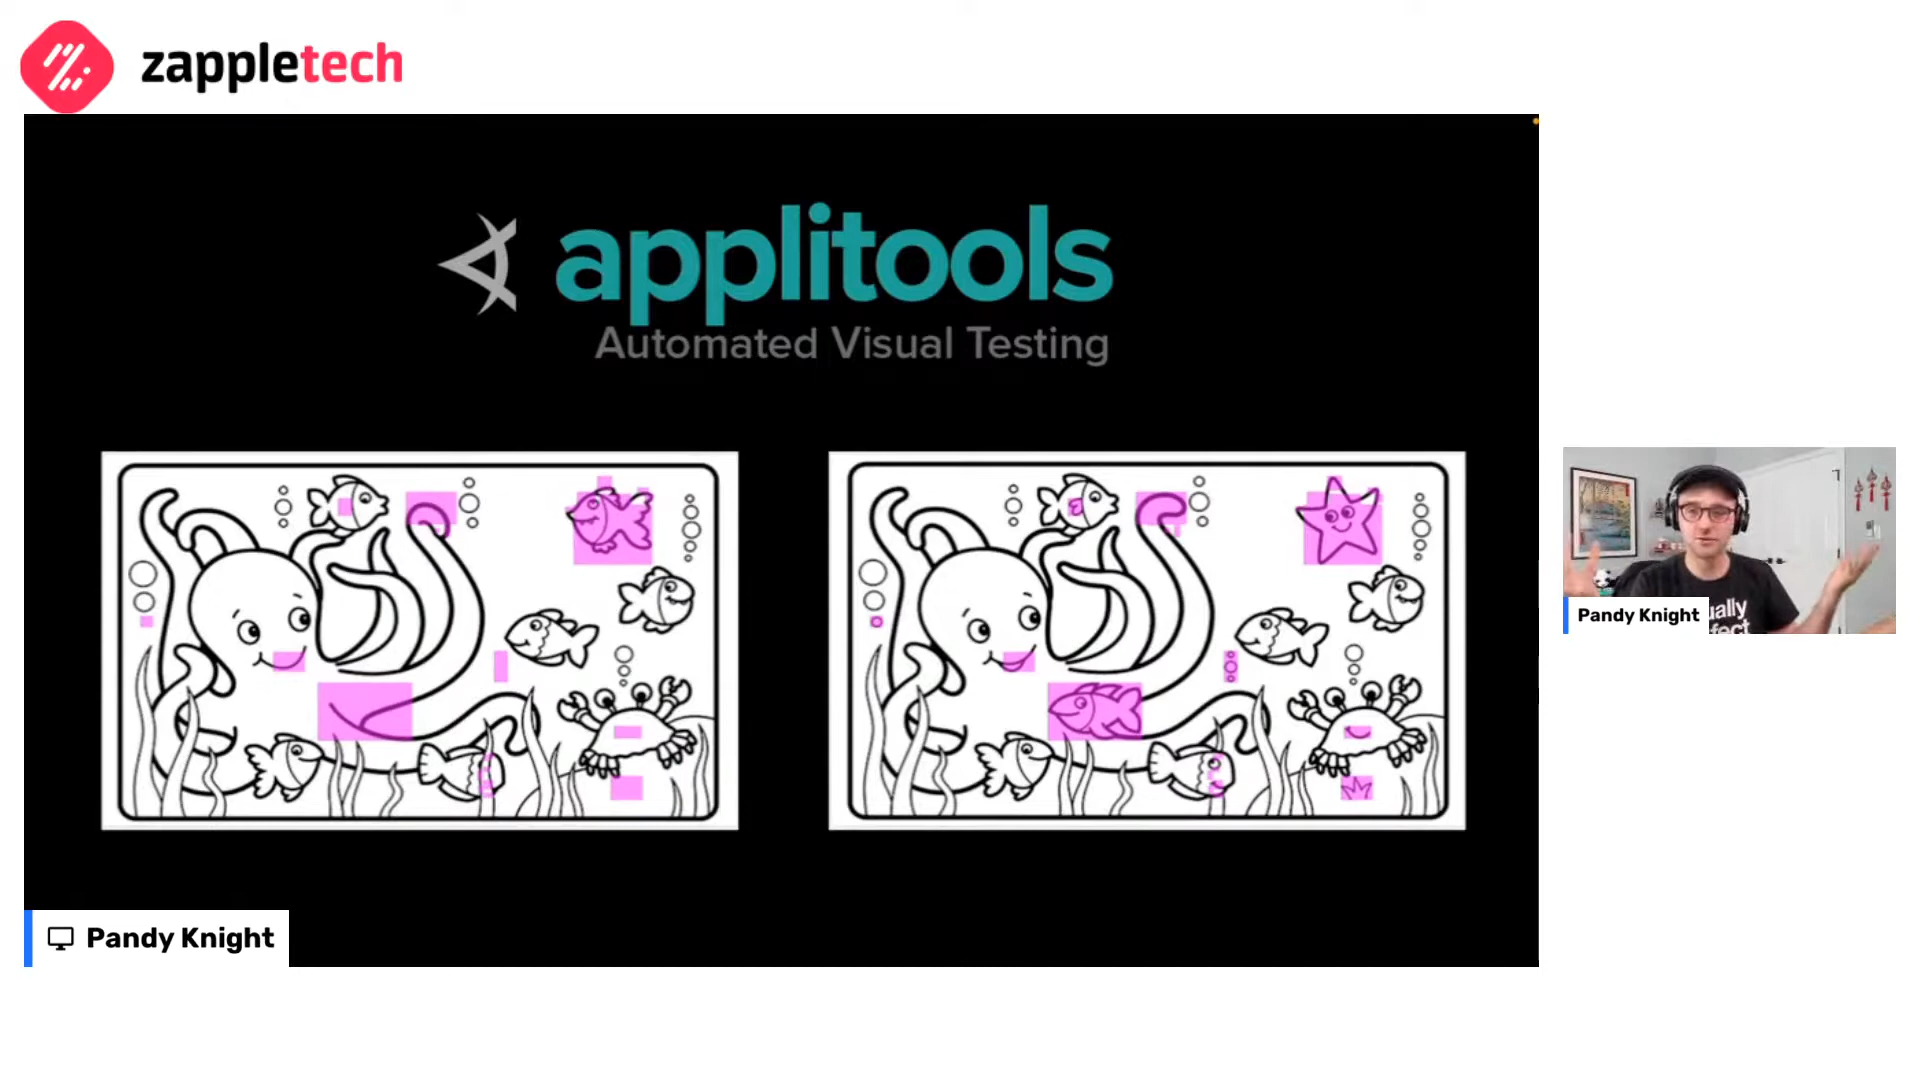 zappletech
applitools
Automated Visual Testing
Pandy Knight
Pandy Knight